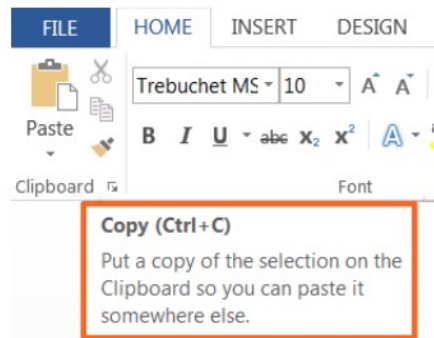 FILE HOME INSERT DESIGN
Trebuchet MS 10 A A
Paste B I U abc X₂ X² A
Clipboard Font
Copy (Ctrl+C)
Put a copy of the selection on the
Clipboard so you can paste it
somewhere else.